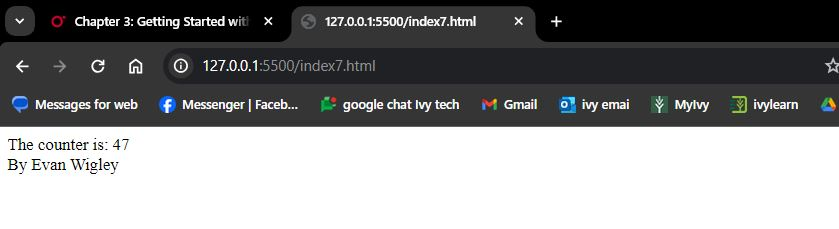 Chapter 3: Getting Started with
127.0.0.1:5500/index7.html
127.0.0.1:5500/index7.html
Messages for web Messenger | Faceb... google chat Ivy tech Gmail ivy emai MyIvy ivylearn
The counter is: 47
By Evan Wigley